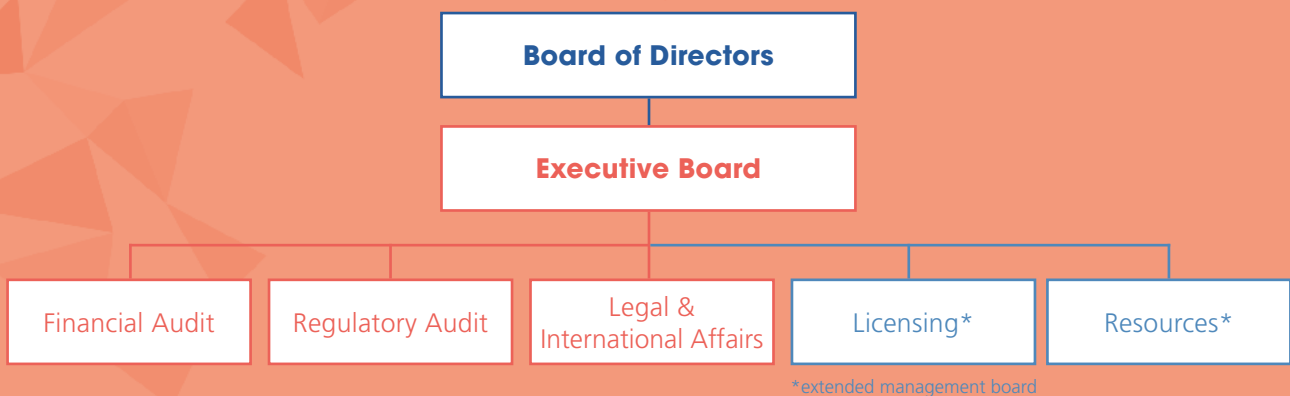 Board of Directors
Executive Board
Financial Audit
Regulatory Audit
Legal &
International Affairs
Licensing*
Resources*
*extended management board